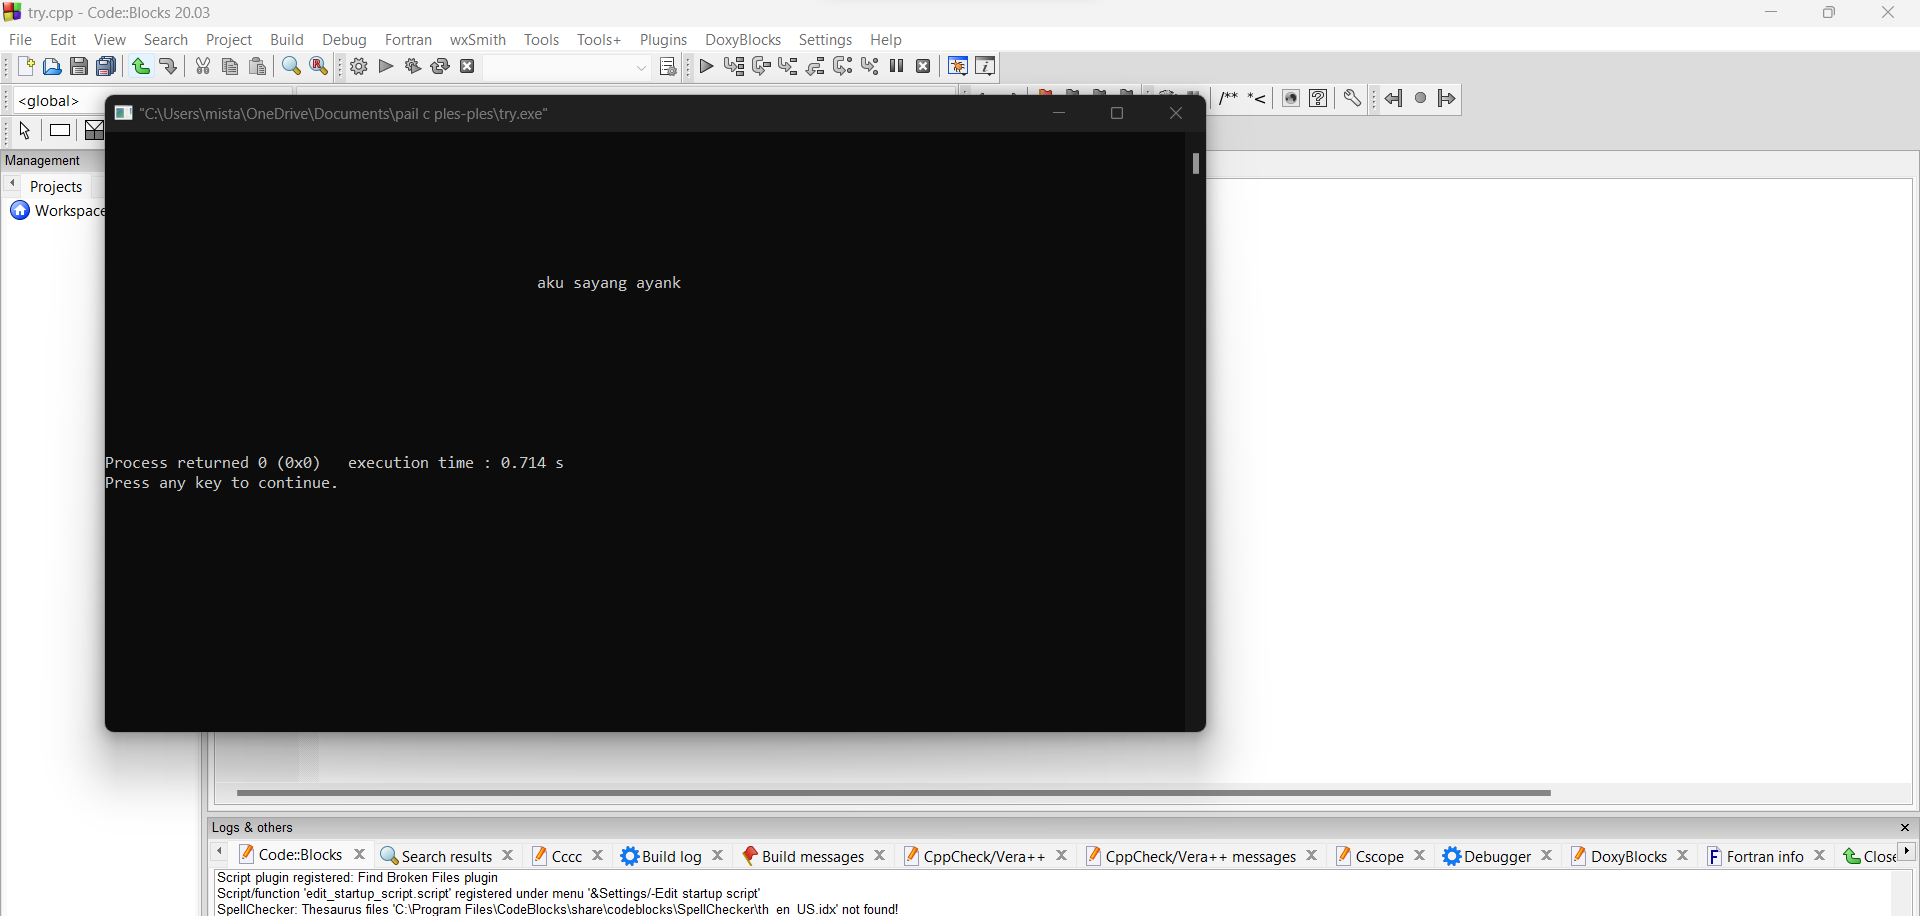 try.cpp - Code::Blocks 20.03
File Edit View Search Project Build Debug Fortran wxSmith Tools Tools+ Plugins DoxyBlocks Settings Help
<global>
/** *<
"C:\Users\mista\OneDrive\Documents\pail c ples-ples\try.exe"
Management
Projects
Workspace
aku sayang ayank
Process returned 0 (0x0)   execution time : 0.714 s
Press any key to continue.
Logs & others
Code::Blocks Search results Cccc Build log Build messages CppCheck/Vera++ CppCheck/Vera++ messages Cscope Debugger DoxyBlocks Fortran info Close
Script plugin registered: Find Broken Files plugin
Script/function 'edit_startup_script.script' registered under menu '&Settings/-Edit startup script'
SpellChecker: Thesaurus files 'C:\Program Files\CodeBlocks\share\codeblocks\SpellChecker\th_en_US.idx' not found!